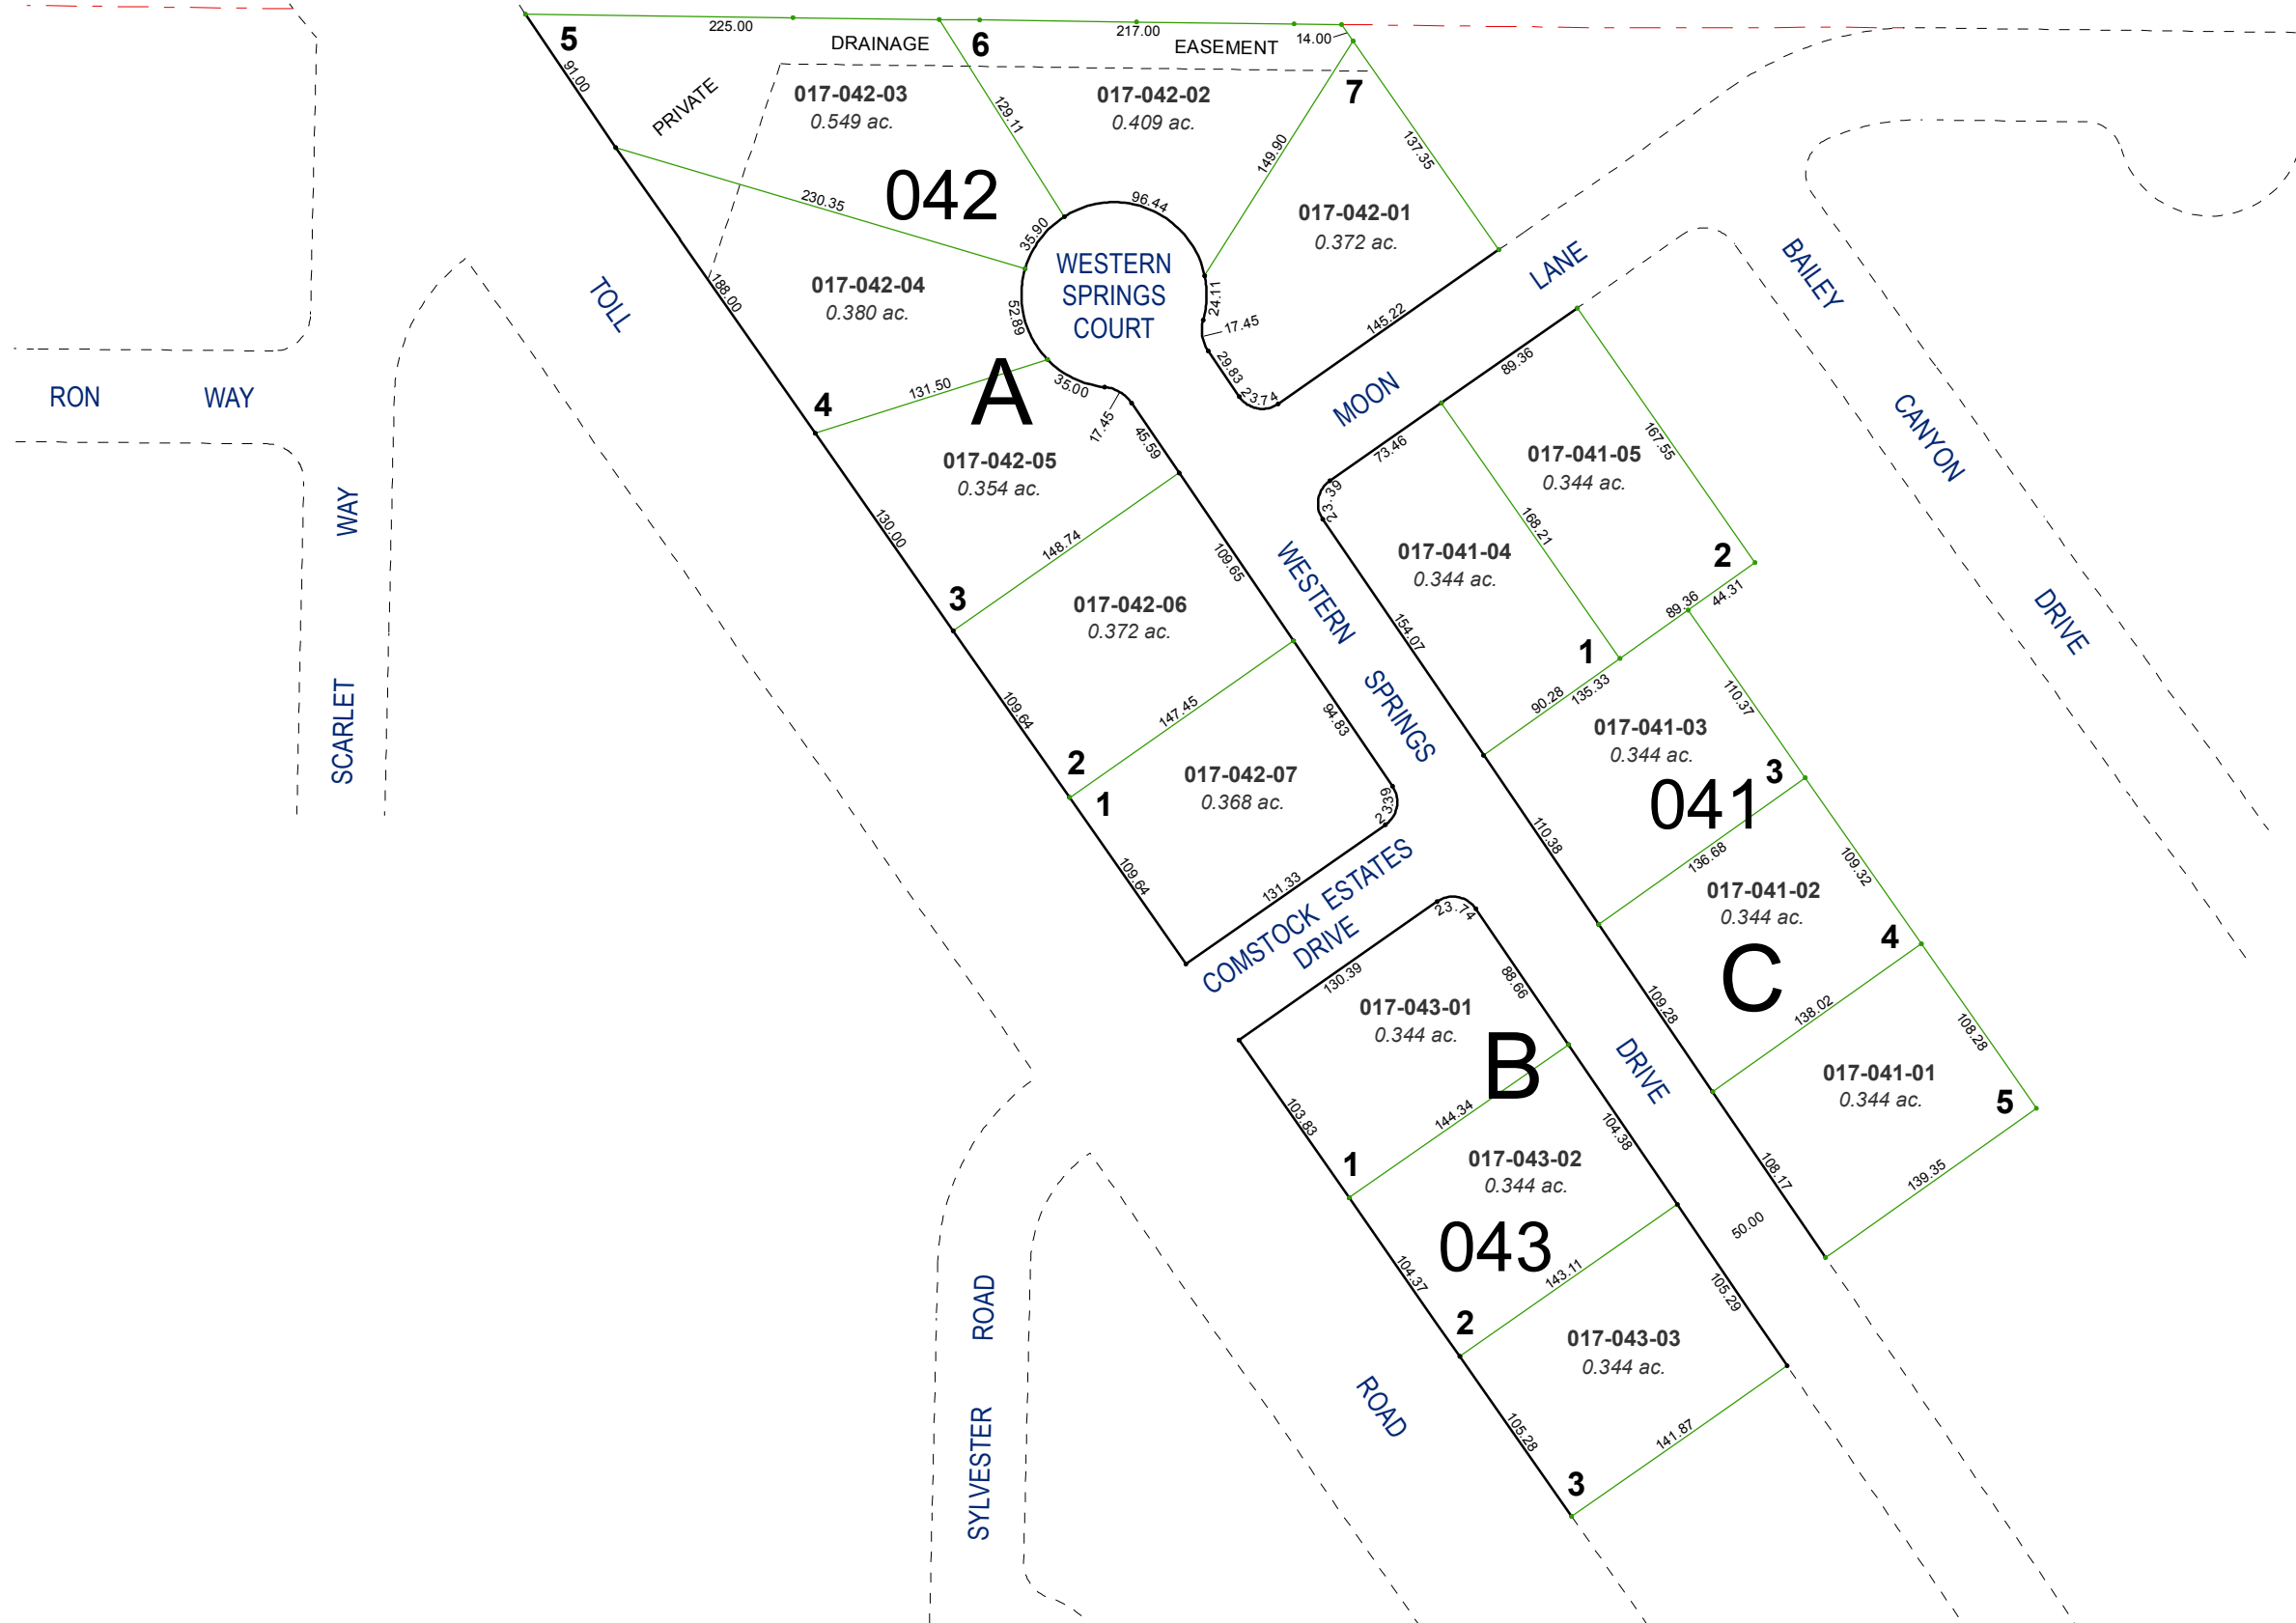 225.00
217.00
14.00
5
6
7
DRAINAGE
EASEMENT
PRIVATE
91.00
017-042-03
0.549 ac.
129.11
017-042-02
0.409 ac.
149.90
137.35
042
230.35
35.90
96.44
017-042-01
0.372 ac.
WESTERN
SPRINGS
COURT
24.11
17.45
29.83
23.74
145.22
MOON
LANE
BAILEY
CANYON
DRIVE
TOLL
188.00
017-042-04
0.380 ac.
52.89
A
131.50
35.00
17.45
45.59
4
RON
WAY
SCARLET
WAY
017-042-05
0.354 ac.
130.00
148.74
109.65
3
017-042-06
0.372 ac.
109.64
147.45
94.83
2
1
017-042-07
0.368 ac.
23.39
109.64
131.33
COMSTOCK ESTATES
DRIVE
WESTERN
SPRINGS
DRIVE
89.36
73.46
23.39
017-041-05
0.344 ac.
167.55
168.21
017-041-04
0.344 ac.
154.07
2
89.36
44.31
1
90.28
135.33
017-041-03
0.344 ac.
110.37
041
3
110.38
136.68
109.32
017-041-02
0.344 ac.
C
4
109.28
138.02
108.28
017-041-01
0.344 ac.
5
108.17
139.35
50.00
130.39
23.74
88.66
017-043-01
0.344 ac.
B
103.83
144.34
104.38
1
017-043-02
0.344 ac.
043
104.37
143.11
105.29
2
017-043-03
0.344 ac.
105.28
141.87
3
ROAD
SYLVESTER
ROAD